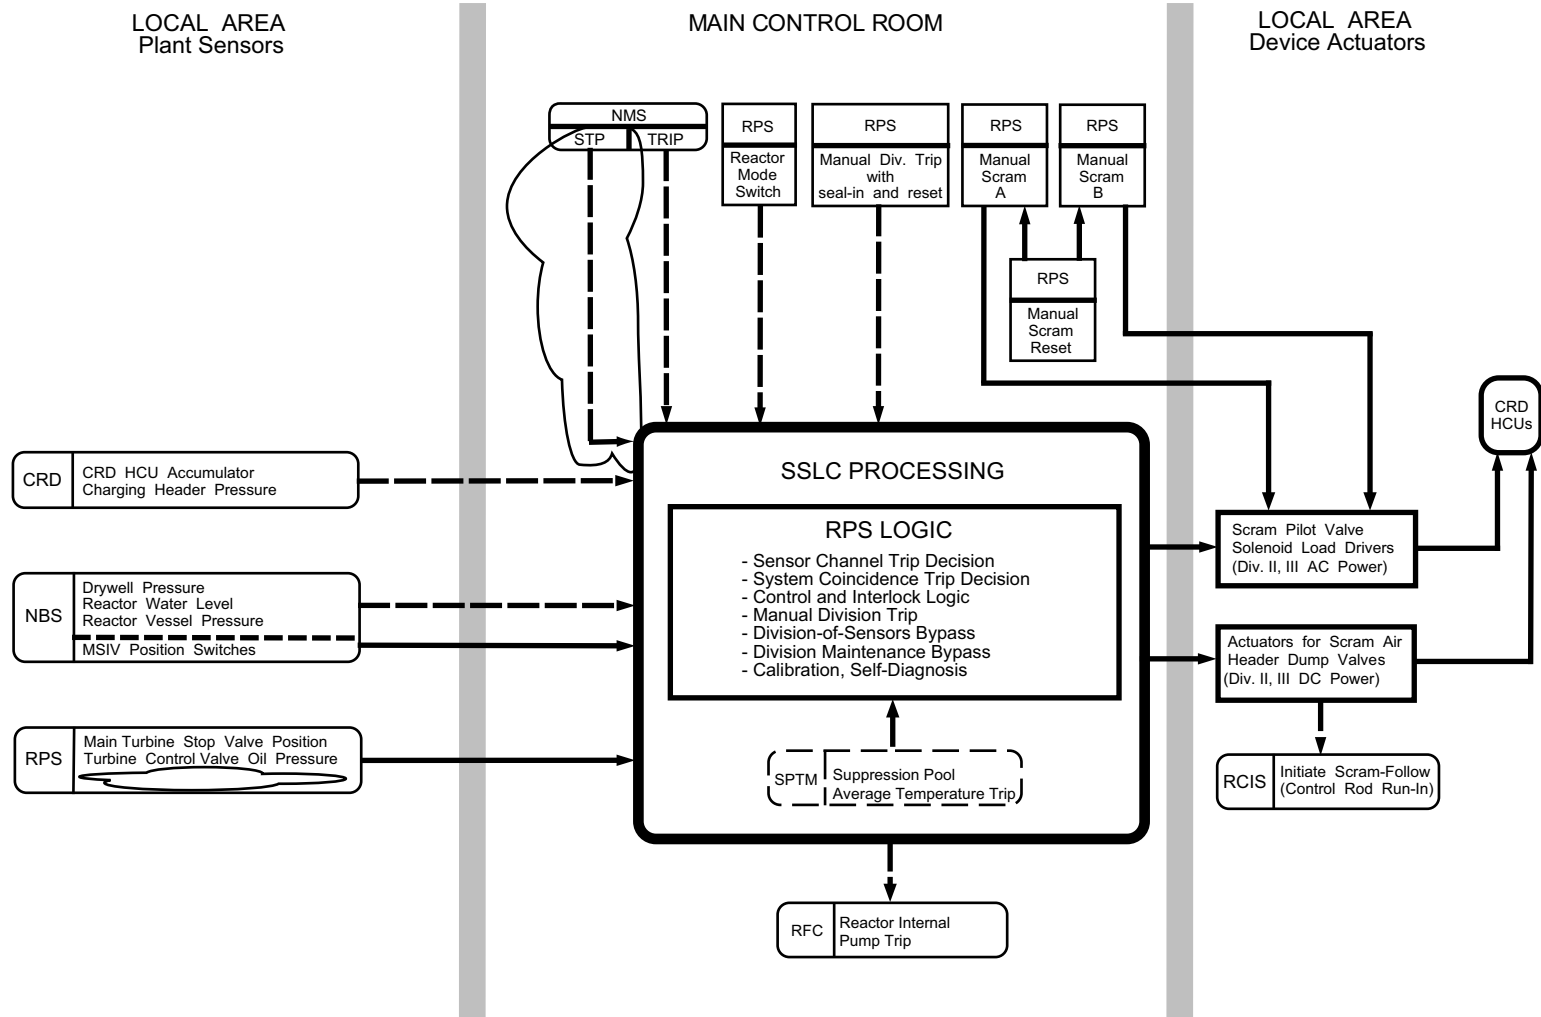 LOCAL AREA
Plant Sensors
MAIN CONTROL ROOM
LOCAL AREA
Device Actuators
NMS
STP
TRIP
RPS
Reactor
Mode
Switch
RPS
Manual Div. Trip
with
seal-in and reset
RPS
Manual
Scram
A
RPS
Manual
Scram
B
RPS
Manual
Scram
Reset
CRD
HCUs
CRD
CRD HCU Accumulator
Charging Header Pressure
NBS
Drywell Pressure
Reactor Water Level
Reactor Vessel Pressure
MSIV Position Switches
RPS
Main Turbine Stop Valve Position
Turbine Control Valve Oil Pressure
SSLC PROCESSING
RPS LOGIC
- Sensor Channel Trip Decision
- System Coincidence Trip Decision
- Control and Interlock Logic
- Manual Division Trip
- Division-of-Sensors Bypass
- Division Maintenance Bypass
- Calibration, Self-Diagnosis
SPTM
Suppression Pool
Average Temperature Trip
Scram Pilot Valve
Solenoid Load Drivers
(Div. II, III AC Power)
Actuators for Scram Air
Header Dump Valves
(Div. II, III DC Power)
RCIS
Initiate Scram-Follow
(Control Rod Run-In)
RFC
Reactor Internal
Pump Trip